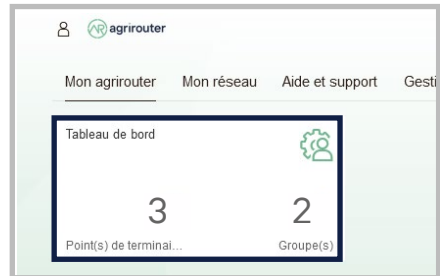 agrirouter
Mon agrirouter Mon réseau Aide et support Gesti
Tableau de bord
3 2
Point(s) de terminai... Groupe(s)